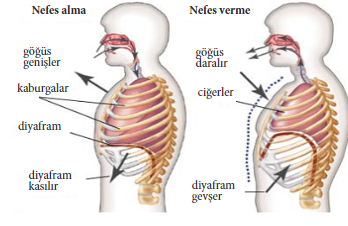 Nefes alma
göğüs
genişler
kaburgalar
diyafram
diyafram
kasılır
Nefes verme
göğüs
daralır
ciğerler
diyafram
gevşer